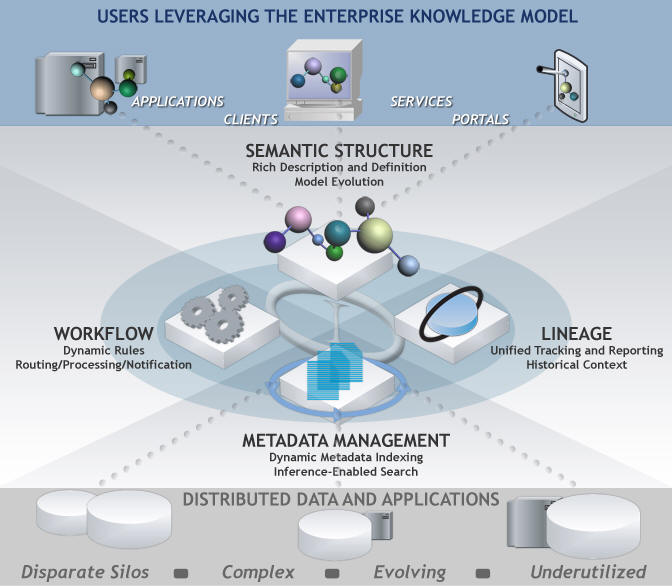 USERS LEVERAGING THE ENTERPRISE KNOWLEDGE MODEL
APPLICATIONS
SERVICES
CLIENTS
PORTALS
SEMANTIC STRUCTURE
Rich Description and Definition
Model Evolution
WORKFLOW
Dynamic Rules
Routing/Processing/Notification
LINEAGE
Unified Tracking and Reporting
Historical Context
METADATA MANAGEMENT
Dynamic Metadata Indexing
Inference-Enabled Search
DISTRIBUTED DATA AND APPLICATIONS
Disparate Silos Complex Evolving Underutilized